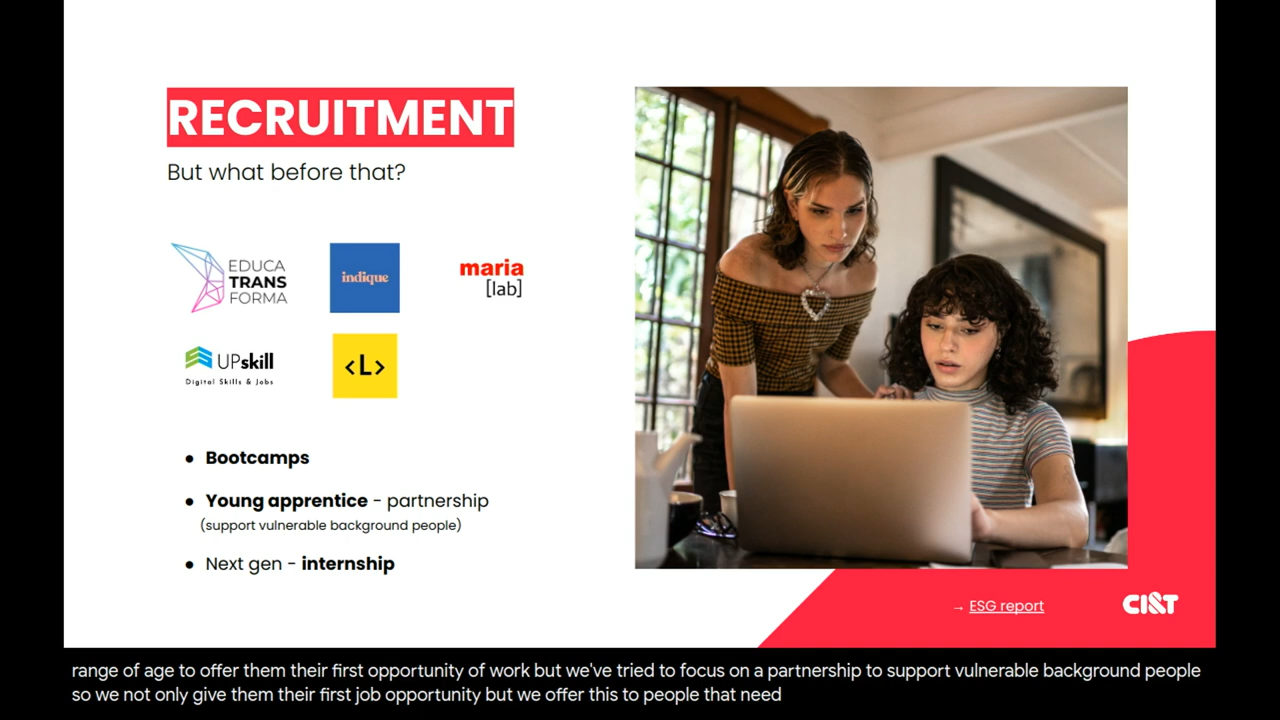 RECRUITMENT
But what before that?
EDUCA
TRANS
FORMA
indique
maria
[lab]
UPskill
Digital Skills & Jobs
<L>
● Bootcamps
● Young apprentice - partnership
(support vulnerable background people)
● Next gen - internship
→ ESG report
CI&T
range of age to offer them their first opportunity of work but we've tried to focus on a partnership to support vulnerable background people
so we not only give them their first job opportunity but we offer this to people that need